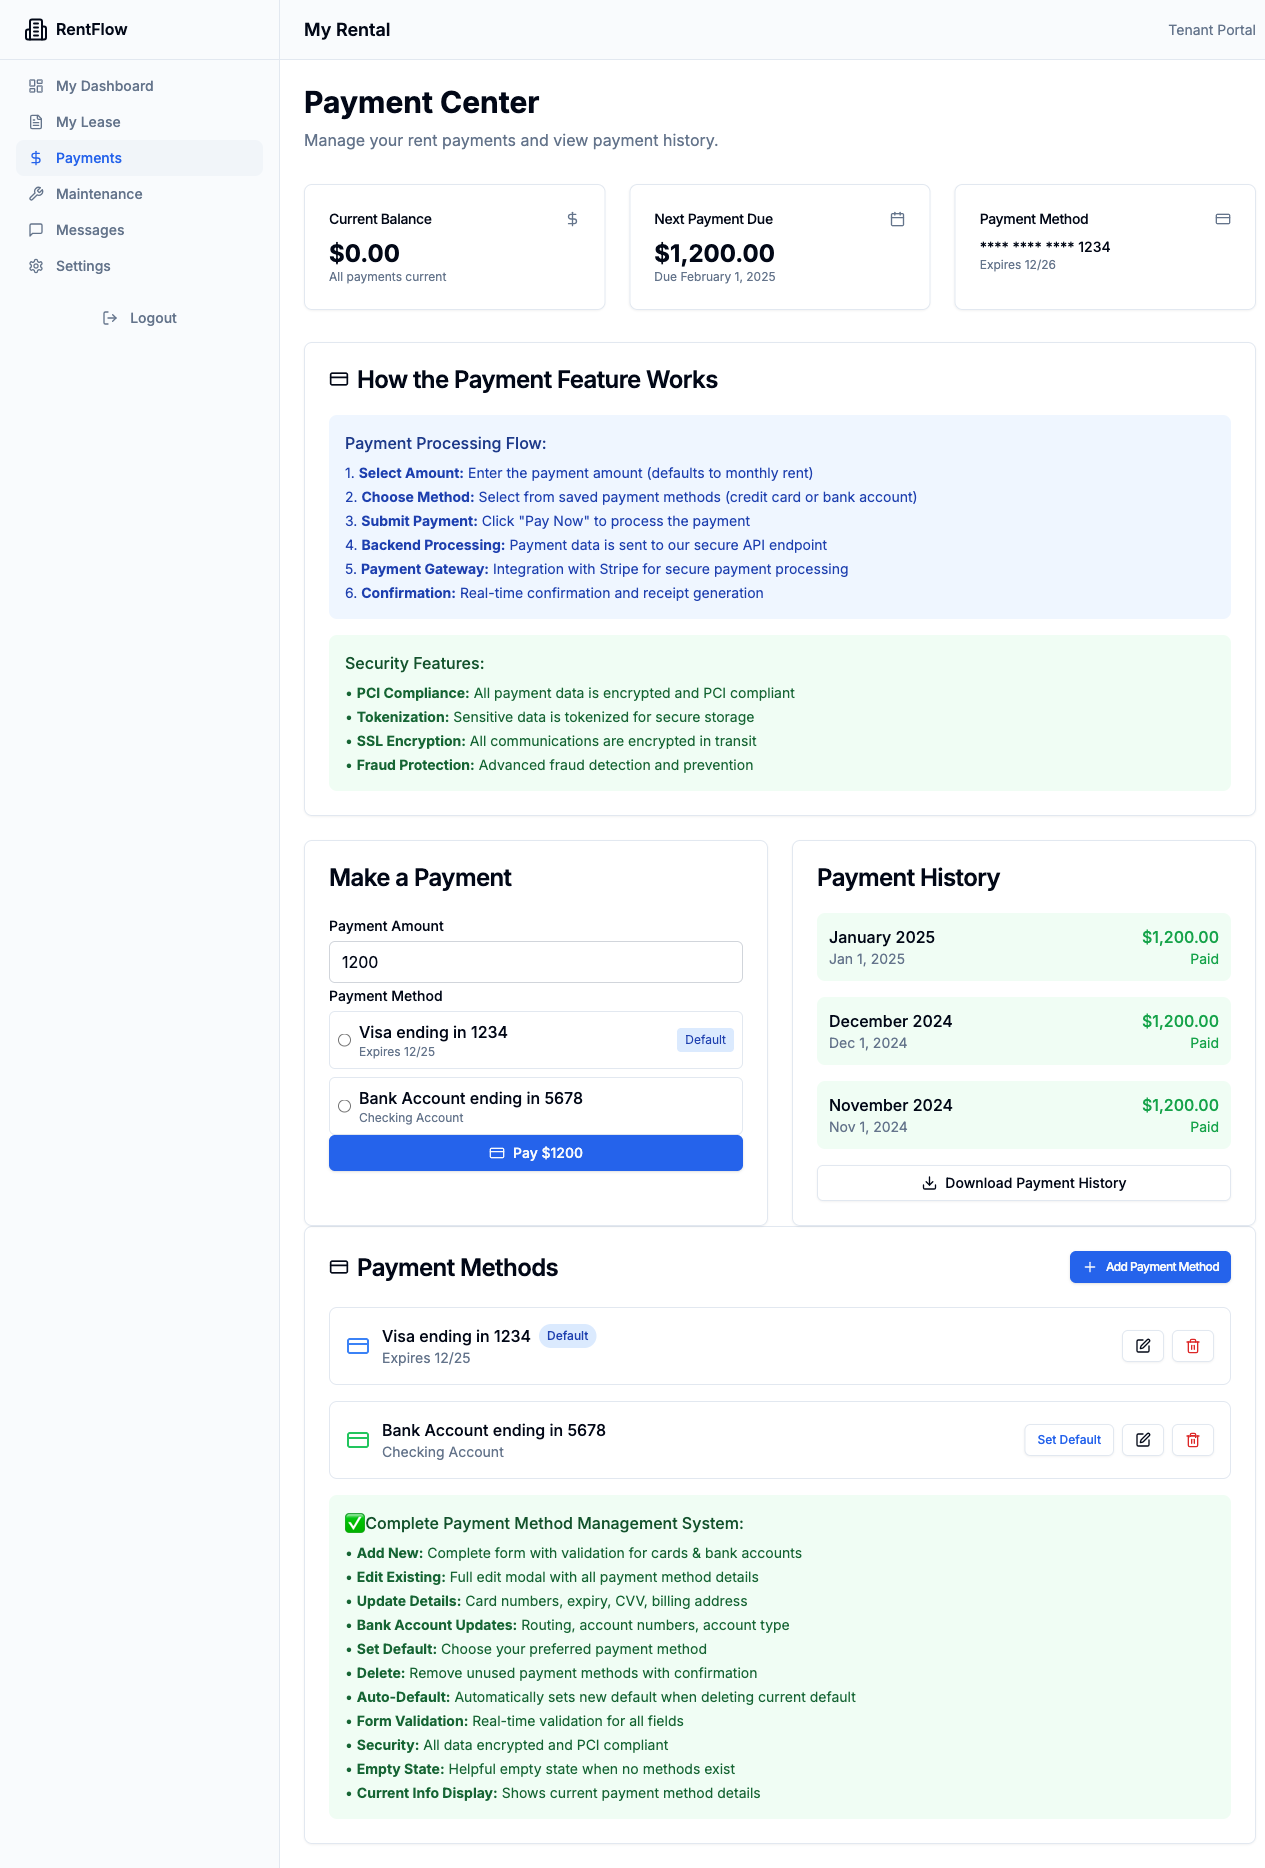 RentFlow
My Rental
Tenant Portal
My Dashboard
My Lease
Payments
Maintenance
Messages
Settings
Logout
Payment Center
Manage your rent payments and view payment history.
Current Balance
$0.00
All payments current
Next Payment Due
$1,200.00
Due February 1, 2025
Payment Method
**** **** **** 1234
Expires 12/26
How the Payment Feature Works
Payment Processing Flow:
1. Select Amount: Enter the payment amount (defaults to monthly rent)
2. Choose Method: Select from saved payment methods (credit card or bank account)
3. Submit Payment: Click "Pay Now" to process the payment
4. Backend Processing: Payment data is sent to our secure API endpoint
5. Payment Gateway: Integration with Stripe for secure payment processing
6. Confirmation: Real-time confirmation and receipt generation
Security Features:
• PCI Compliance: All payment data is encrypted and PCI compliant
• Tokenization: Sensitive data is tokenized for secure storage
• SSL Encryption: All communications are encrypted in transit
• Fraud Protection: Advanced fraud detection and prevention
Make a Payment
Payment Amount
1200
Payment Method
Visa ending in 1234
Expires 12/25
Default
Bank Account ending in 5678
Checking Account
Pay $1200
Payment History
January 2025 $1,200.00
Jan 1, 2025 Paid
December 2024 $1,200.00
Dec 1, 2024 Paid
November 2024 $1,200.00
Nov 1, 2024 Paid
Download Payment History
Payment Methods
Add Payment Method
Visa ending in 1234 Default
Expires 12/25
Bank Account ending in 5678
Checking Account
Set Default
✅Complete Payment Method Management System:
• Add New: Complete form with validation for cards & bank accounts
• Edit Existing: Full edit modal with all payment method details
• Update Details: Card numbers, expiry, CVV, billing address
• Bank Account Updates: Routing, account numbers, account type
• Set Default: Choose your preferred payment method
• Delete: Remove unused payment methods with confirmation
• Auto-Default: Automatically sets new default when deleting current default
• Form Validation: Real-time validation for all fields
• Security: All data encrypted and PCI compliant
• Empty State: Helpful empty state when no methods exist
• Current Info Display: Shows current payment method details